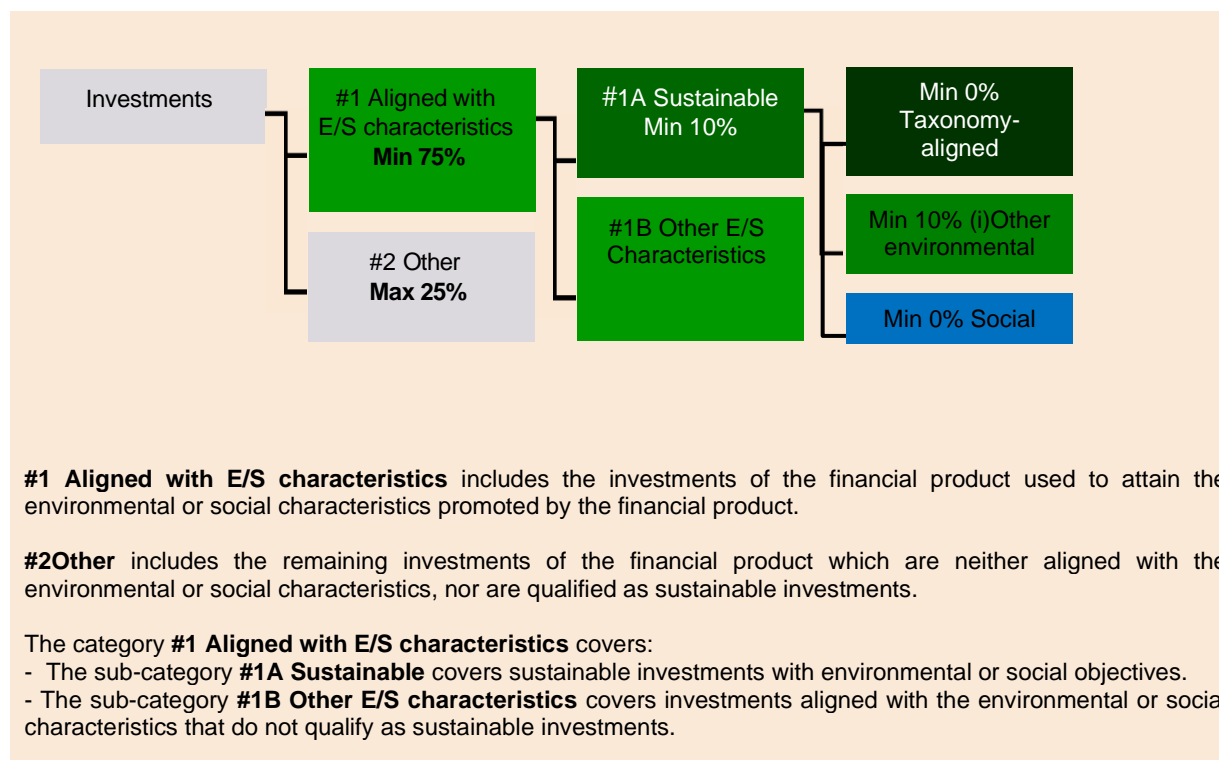 Investments
#1 Aligned with
E/S characteristics
Min 75%
#2 Other
Max 25%
#1A Sustainable
Min 10%
#1B Other E/S
Characteristics
Min 0%
Taxonomy-
aligned
Min 10% (i)Other
environmental
Min 0% Social
#1 Aligned with E/S characteristics includes the investments of the financial product used to attain the
environmental or social characteristics promoted by the financial product.
#2Other includes the remaining investments of the financial product which are neither aligned with the
environmental or social characteristics, nor are qualified as sustainable investments.
The category #1 Aligned with E/S characteristics covers:
- The sub-category #1A Sustainable covers sustainable investments with environmental or social objectives.
- The sub-category #1B Other E/S characteristics covers investments aligned with the environmental or social
characteristics that do not qualify as sustainable investments.